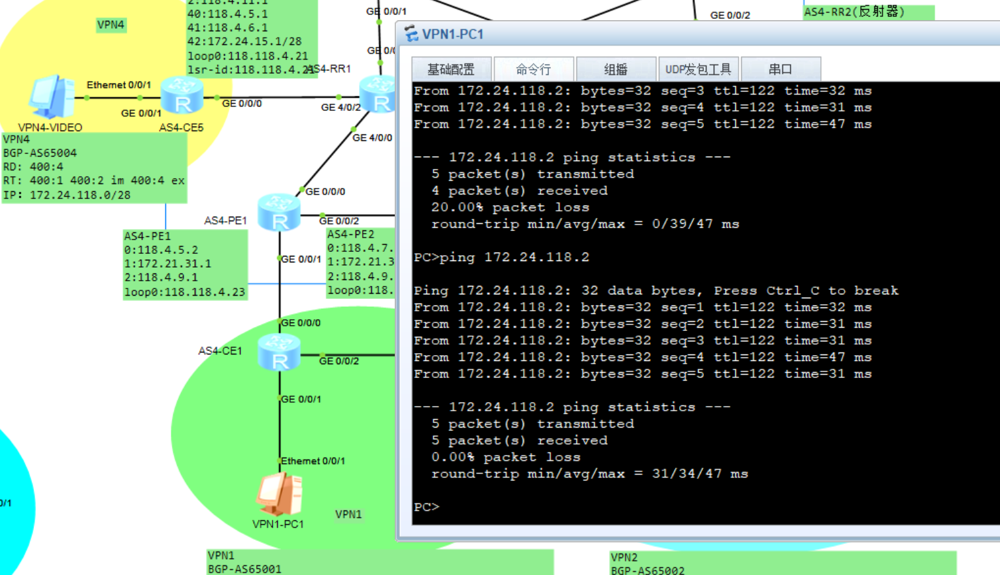 2:118.4.11.1
40:118.4.5.1
41:118.4.6.1
42:172.24.15.1/28
loop0:118.118.4.21
lsr-id:118.118.4.21
VPN4
GE 0/0/1
GE 0/0/2
AS4-RR2(反射器)
AS4-RR1
Ethernet 0/0/1
GE 0/0/1
GE 0/0/0
GE 4/0/2
GE 4/0/0
VPN4-VIDEO
AS4-CE5
VPN4
BGP-AS65004
RD: 400:4
RT: 400:1 400:2 im 400:4 ex
IP: 172.24.118.0/28
GE 0/0/0
AS4-PE1
GE 0/0/2
AS4-PE1
0:118.4.5.2
1:172.21.31.1
2:118.4.9.1
loop0:118.118.4.23
GE 0/0/1
AS4-PE2
0:118.4.7.
1:172.21.3
2:118.4.9.
loop0:118.
GE 0/0/0
AS4-CE1
GE 0/0/2
GE 0/0/1
Ethernet 0/0/1
VPN1-PC1
VPN1
0/1
VPN1
BGP-AS65001
VPN2
BGP-AS65002
VPN1-PC1
基础配置 命令行 组播 UDP发包工具 串口
From 172.24.118.2: bytes=32 seq=3 ttl=122 time=32 ms
From 172.24.118.2: bytes=32 seq=4 ttl=122 time=31 ms
From 172.24.118.2: bytes=32 seq=5 ttl=122 time=47 ms
--- 172.24.118.2 ping statistics ---
5 packet(s) transmitted
4 packet(s) received
20.00% packet loss
round-trip min/avg/max = 0/39/47 ms
PC>ping 172.24.118.2
Ping 172.24.118.2: 32 data bytes, Press Ctrl_C to break
From 172.24.118.2: bytes=32 seq=1 ttl=122 time=32 ms
From 172.24.118.2: bytes=32 seq=2 ttl=122 time=31 ms
From 172.24.118.2: bytes=32 seq=3 ttl=122 time=31 ms
From 172.24.118.2: bytes=32 seq=4 ttl=122 time=47 ms
From 172.24.118.2: bytes=32 seq=5 ttl=122 time=31 ms
--- 172.24.118.2 ping statistics ---
5 packet(s) transmitted
5 packet(s) received
0.00% packet loss
round-trip min/avg/max = 31/34/47 ms
PC>